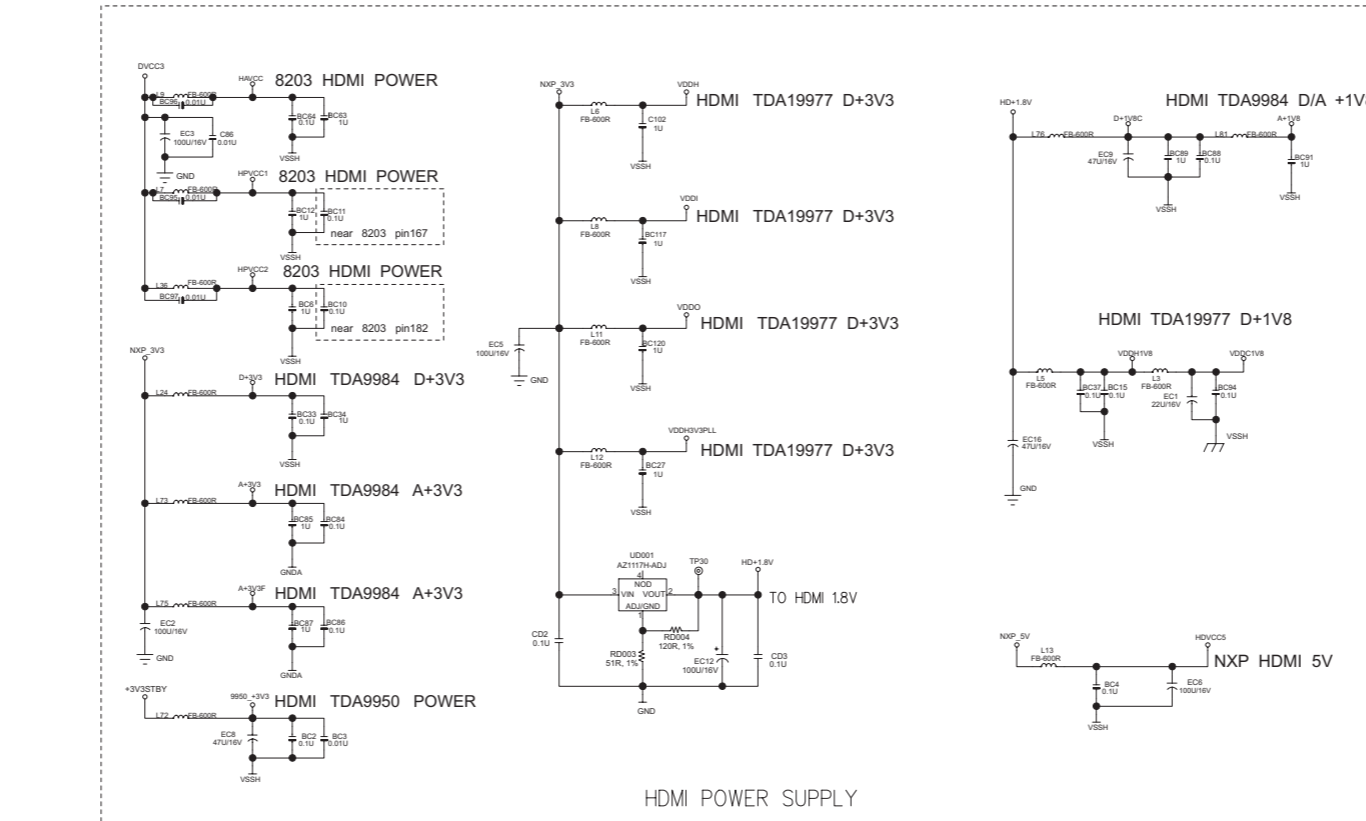 DVCC3
HAVCC
8203 HDMI POWER
L9
FB-600R
BC96
0.01U
BC64
0.1U
BC63
1U
EC3
100U/16V
C86
0.01U
VSSH
GND
HPVCC1
8203 HDMI POWER
L7
FB-600R
BC95
0.01U
BC12
1U
BC11
0.1U
near 8203 pin167
VSSH
HPVCC2
8203 HDMI POWER
L36
FB-600R
BC97
0.01U
BC6
1U
BC10
0.1U
near 8203 pin182
VSSH
NXP_3V3
D+3V3
HDMI TDA9984 D+3V3
L24
FB-600R
BC33
0.1U
BC34
1U
VSSH
A+3V3
HDMI TDA9984 A+3V3
L73
FB-600R
BC85
1U
BC84
0.1U
GNDA
A+3V3F
HDMI TDA9984 A+3V3
L75
FB-600R
EC2
100U/16V
BC87
1U
BC86
0.1U
GND
GNDA
+3V3STBY
9950_+3V3
HDMI TDA9950 POWER
L72
FB-600R
EC8
47U/16V
BC2
0.1U
BC3
0.01U
VSSH
NXP_3V3
VDDH
HDMI TDA19977 D+3V3
L6
FB-600R
C102
1U
VSSH
VDDI
HDMI TDA19977 D+3V3
L8
FB-600R
BC117
1U
VSSH
VDDO
HDMI TDA19977 D+3V3
L11
FB-600R
BC120
1U
EC5
100U/16V
GND
VSSH
VDDH3V3PLL
HDMI TDA19977 D+3V3
L12
FB-600R
BC27
1U
VSSH
UD001
AZ1117H-ADJ
4
NOD
3
VIN
VOUT
2
ADJ/GND
1
TP30
HD+1.8V
TO HDMI 1.8V
CD2
0.1U
RD004
120R, 1%
RD003
51R, 1%
+
EC12
100U/16V
CD3
0.1U
GND
HD+1.8V
HDMI TDA9984 D/A +1V8
D+1V8C
A+1V8
L76
FB-600R
L81
FB-600R
EC9
47U/16V
BC89
1U
BC88
0.1U
BC91
1U
VSSH
VSSH
HDMI TDA19977 D+1V8
VDDH1V8
VDDC1V8
L5
FB-600R
L3
FB-600R
BC37
0.1U
BC15
0.1U
EC1
22U/16V
BC94
0.1U
VSSH
VSSH
EC16
47U/16V
GND
NXP_5V
HDVCC5
NXP HDMI 5V
L13
FB-600R
BC4
0.1U
EC6
100U/16V
VSSH
HDMI POWER SUPPLY